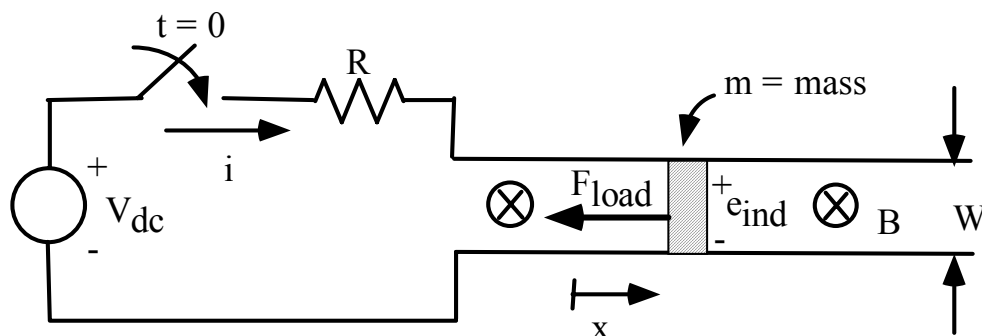 t = 0
R
m = mass
i
+
V_dc
-
F_load
+
e_ind
-
B
W
x